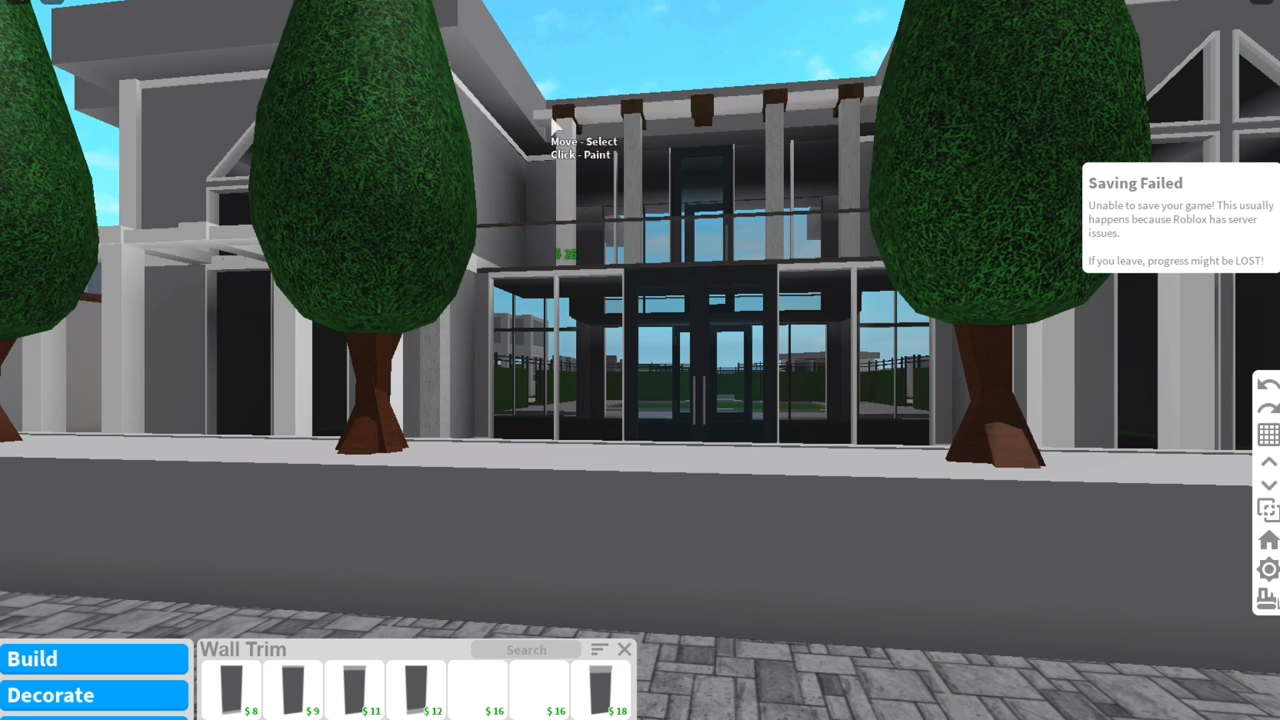 Move - Select
Click - Paint
Saving Failed
Unable to save your game! This usually
happens because Roblox has server
issues.
If you leave, progress might be LOST!
Build
Wall Trim
Search
Decorate
$ 8
$ 9
$ 11
$ 12
$ 16
$ 16
$ 18